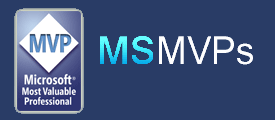 MVP
Microsoft®
Most Valuable
Professional
MSMVPs